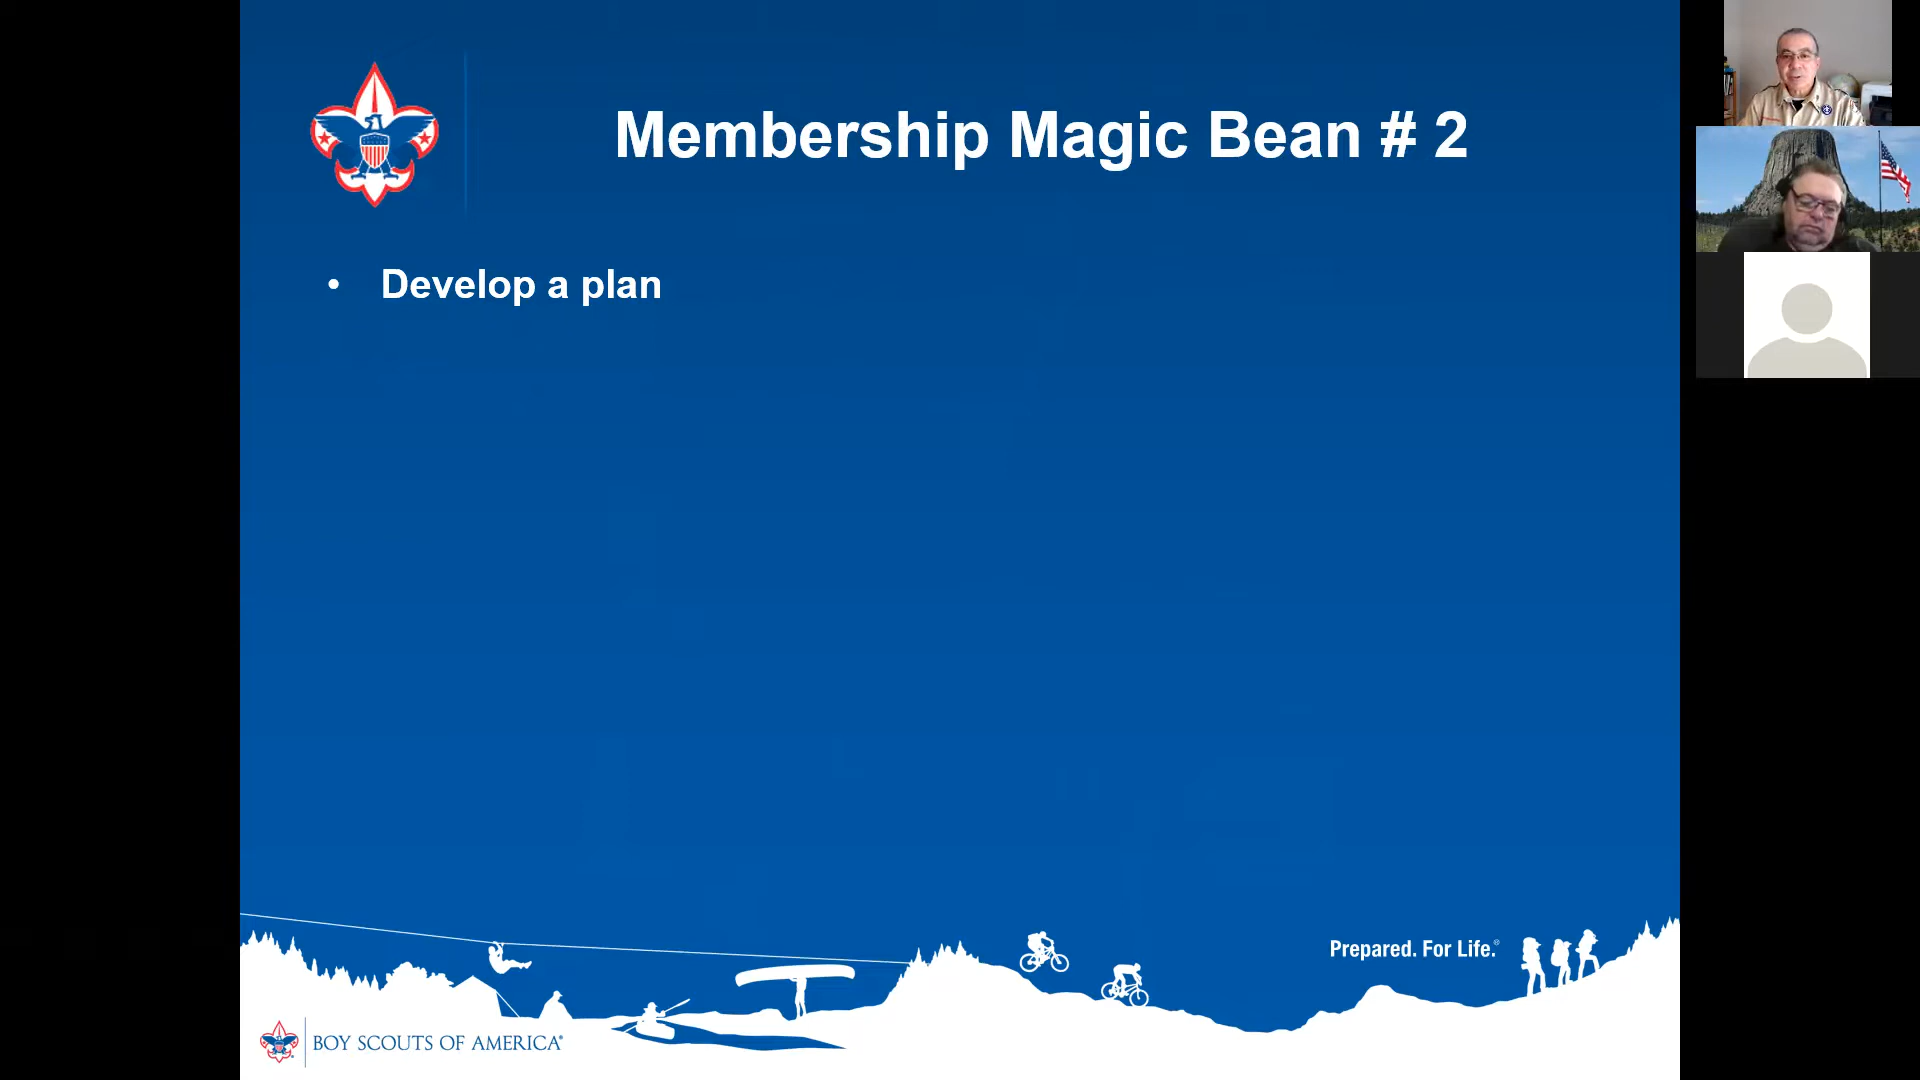 Membership Magic Bean # 2
• Develop a plan
Prepared. For Life.®
BOY SCOUTS OF AMERICA®